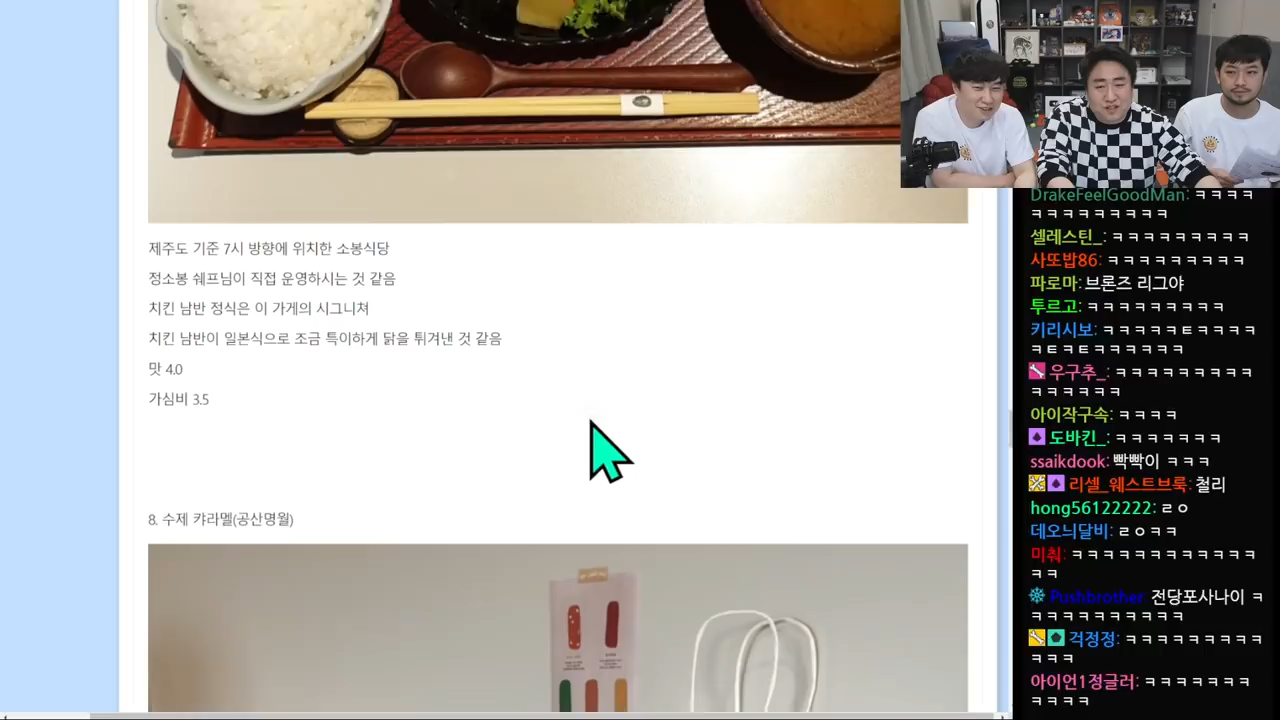 제주도 기준 7시 방향에 위치한 소봉식당
정소봉 쉐프님이 직접 운영하시는 것 같음
치킨 남반 정식은 이 가게의 시그니쳐
치킨 남반이 일본식으로 조금 특이하게 닭을 튀겨낸 것 같음
맛 4.0
가심비 3.5
8. 수제 캬라멜(공산명월)
DrakeFeelGoodMan: ㅋㅋㅋㅋ
ㅋㅋㅋㅋㅋㅋㅋㅋㅋ
셀레스틴_: ㅋㅋㅋㅋㅋㅋㅋㅋㅋ
사또밥86: ㅋㅋㅋㅋㅋㅋㅋㅋㅋ
파로마: 브론즈 리그야
투르고: ㅋㅋㅋㅋㅋㅋㅋㅋㅋ
키리시보: ㅋㅋㅋㅋㅋㅌㅋㅋㅋㅋ
ㅋㅌㅋㅌㅋㅋㅋㅋㅋㅋ
우구추_: ㅋㅋㅋㅋㅋㅋㅋㅋㅋ
ㅋㅋㅋㅋㅋㅋ
아이작구속: ㅋㅋㅋㅋ
도바킨_: ㅋㅋㅋㅋㅋㅋㅋ
ssaikdook: 빡빡이 ㅋㅋㅋ
리셀_웨스트브룩: 철리
hong56122222: ㄹㅇ
데오늬달비: ㄹㅇㅋㅋ
미춰: ㅋㅋㅋㅋㅋㅋㅋㅋㅋㅋㅋㅋ
ㅋㅋ
Pushbrother: 전당포사나이 ㅋ
ㅋㅋㅋㅋㅋㅋㅋㅋㅋㅋ
걱정정: ㅋㅋㅋㅋㅋㅋㅋㅋㅋ
ㅋㅋㅋ
아이언1정글러: ㅋㅋㅋㅋㅋㅋㅋ
ㅋㅋㅋㅋ